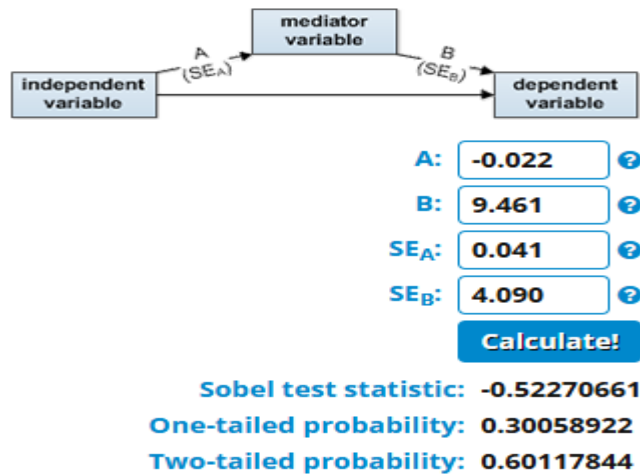 mediator
variable
A
(SEA)
B
(SEB)
independent
variable
dependent
variable
A: -0.022 ?
B: 9.461 ?
SEA: 0.041 ?
SEB: 4.090 ?
Calculate!
Sobel test statistic: -0.52270661
One-tailed probability: 0.30058922
Two-tailed probability: 0.60117844